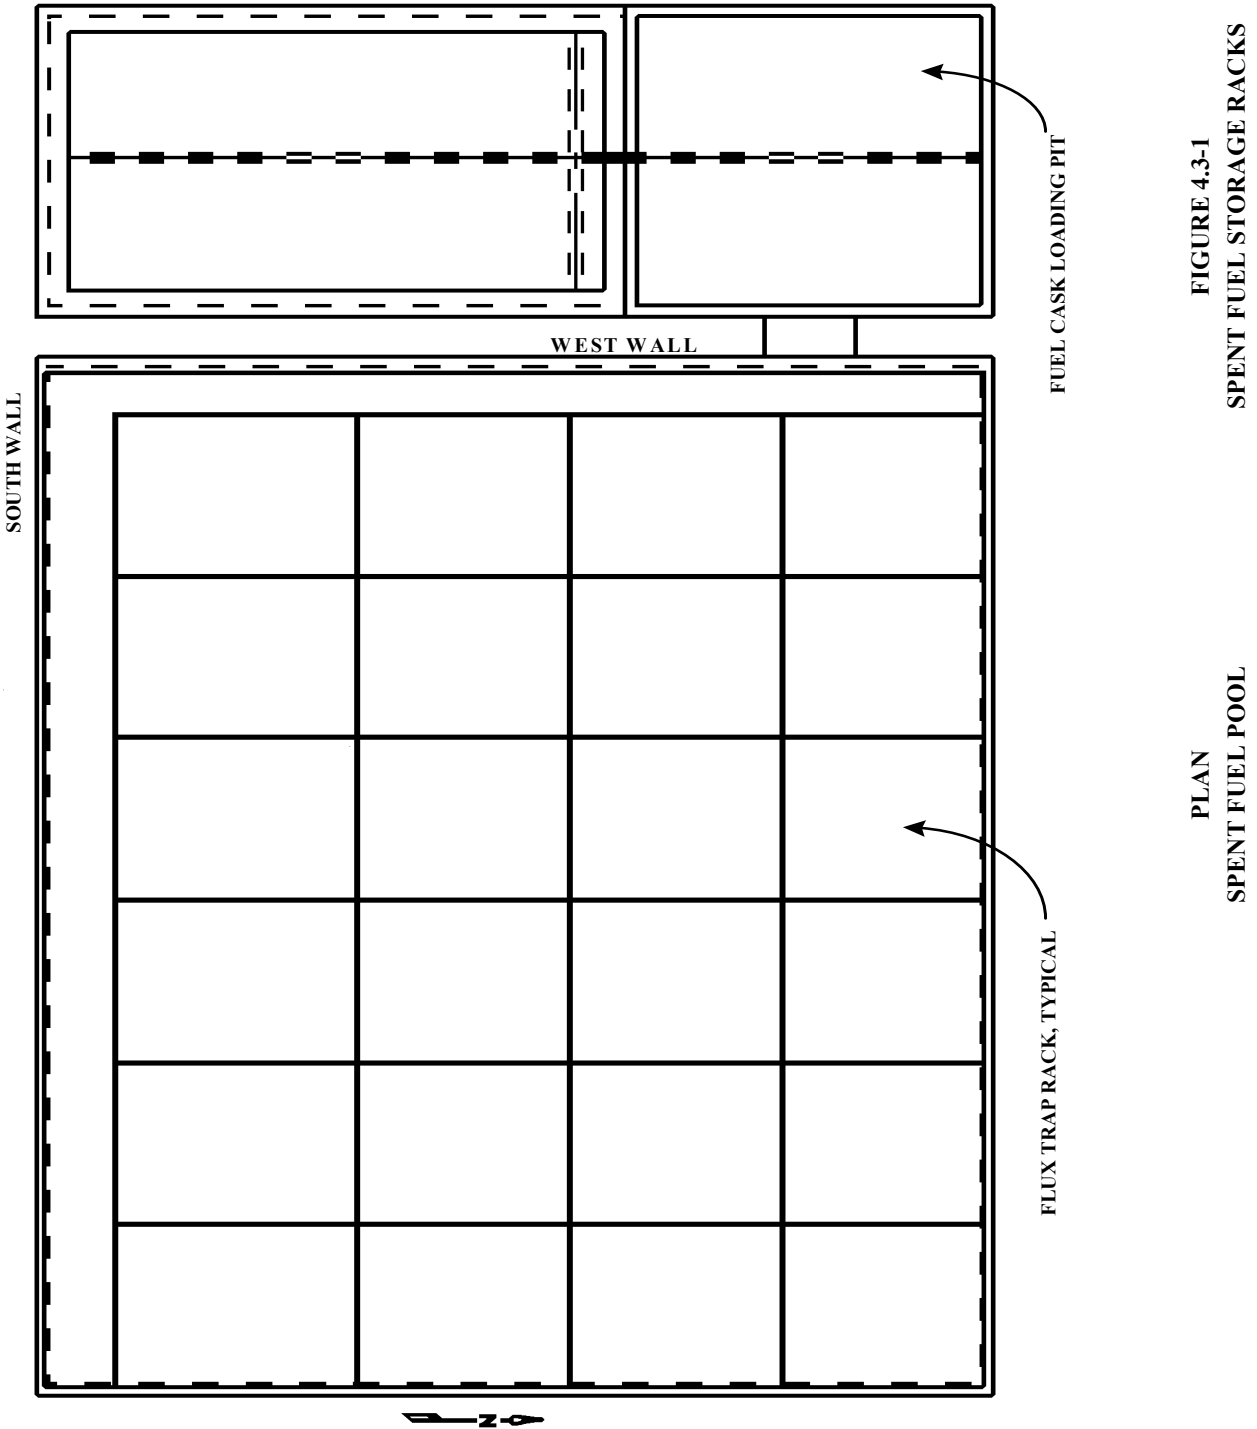 FUEL CASK LOADING PIT
WEST WALL
SOUTH WALL
FLUX TRAP RACK, TYPICAL
N
PLAN
SPENT FUEL POOL
FIGURE 4.3-1
SPENT FUEL STORAGE RACKS